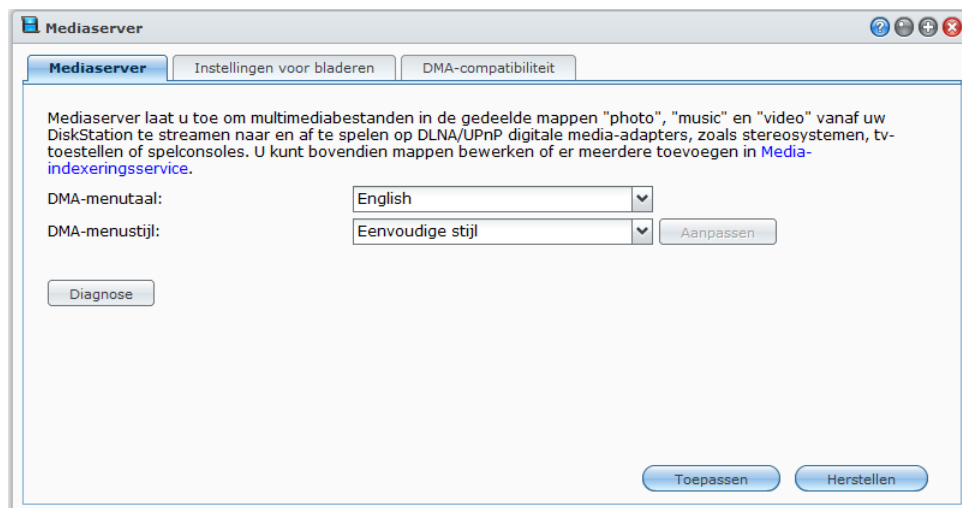 Mediaserver
Mediaserver
Instellingen voor bladeren
DMA-compatibiliteit
Mediaserver laat u toe om multimediabestanden in de gedeelde mappen "photo", "music" en "video" vanaf uw
DiskStation te streamen naar en af te spelen op DLNA/UPnP digitale media-adapters, zoals stereosystemen, tv-
toestellen of spelconsoles. U kunt bovendien mappen bewerken of er meerdere toevoegen in Media-
indexeringsservice.
DMA-menutaal:
English
DMA-menustijl:
Eenvoudige stijl
Aanpassen
Diagnose
Toepassen
Herstellen